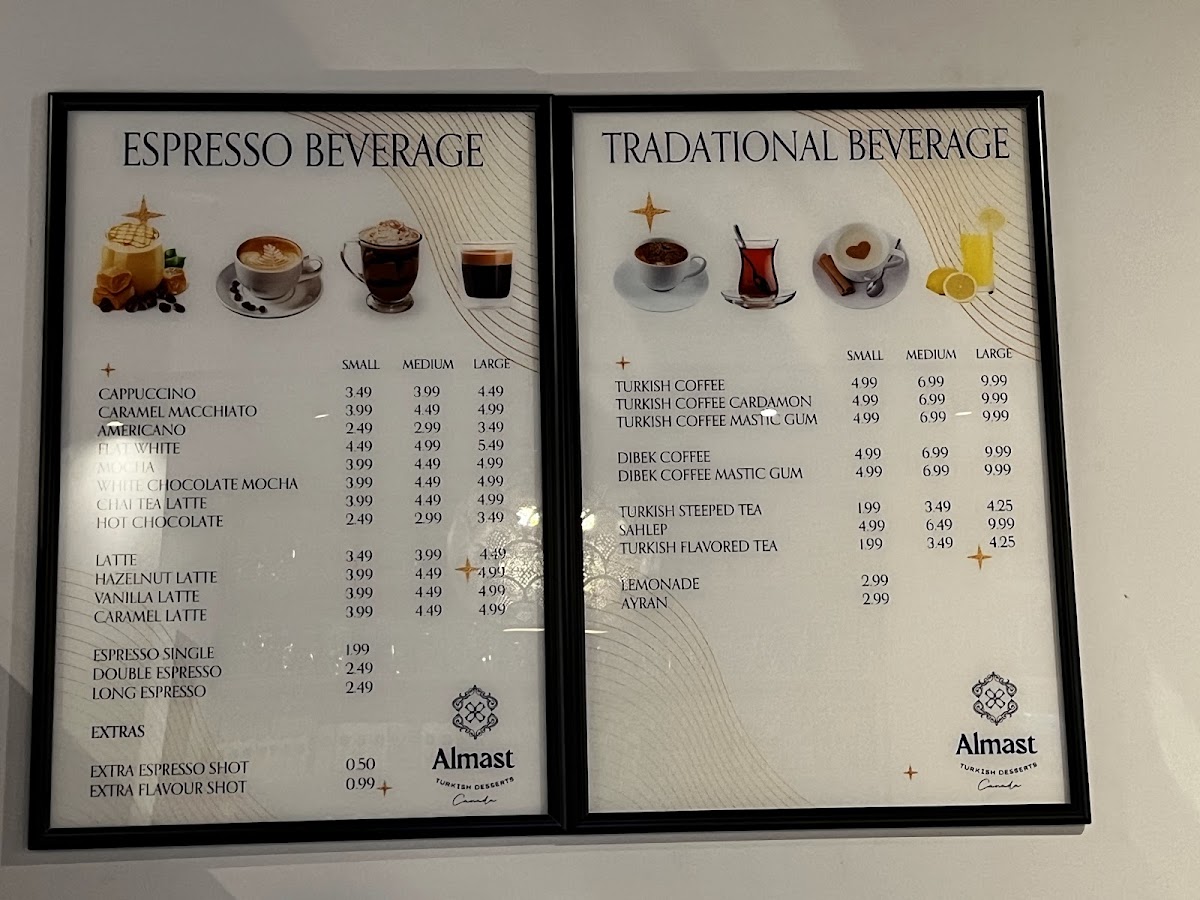 ESPRESSO BEVERAGE
SMALL MEDIUM LARGE
CAPPUCCINO 3.49 3.99 4.49
CARAMEL MACCHIATO 3.99 4.49 4.99
AMERICANO 2.49 2.99 3.49
FLAT WHITE 4.49 4.99 5.49
MOCHA 3.99 4.49 4.99
WHITE CHOCOLATE MOCHA 3.99 4.49 4.99
CHAI TEA LATTE 3.99 4.49 4.99
HOT CHOCOLATE 2.49 2.99 3.49
LATTE 3.49 3.99 4.49
HAZELNUT LATTE 3.99 4.49 4.99
VANILLA LATTE 3.99 4.49 4.99
CARAMEL LATTE 3.99 4.49 4.99
ESPRESSO SINGLE 1.99
DOUBLE ESPRESSO 2.49
LONG ESPRESSO 2.49
EXTRAS
EXTRA ESPRESSO SHOT 0.50
EXTRA FLAVOUR SHOT 0.99
Almast
TURKISH DESSERTS
Canada
TRADATIONAL BEVERAGE
SMALL MEDIUM LARGE
TURKISH COFFEE 4.99 6.99 9.99
TURKISH COFFEE CARDAMON 4.99 6.99 9.99
TURKISH COFFEE MASTIC GUM 4.99 6.99 9.99
DIBEK COFFEE 4.99 6.99 9.99
DIBEK COFFEE MASTIC GUM 4.99 6.99 9.99
TURKISH STEEPED TEA 1.99 3.49 4.25
SAHLEP 4.99 6.49 9.99
TURKISH FLAVORED TEA 1.99 3.49 4.25
LEMONADE 2.99
AYRAN 2.99
Almast
TURKISH DESSERTS
Canada